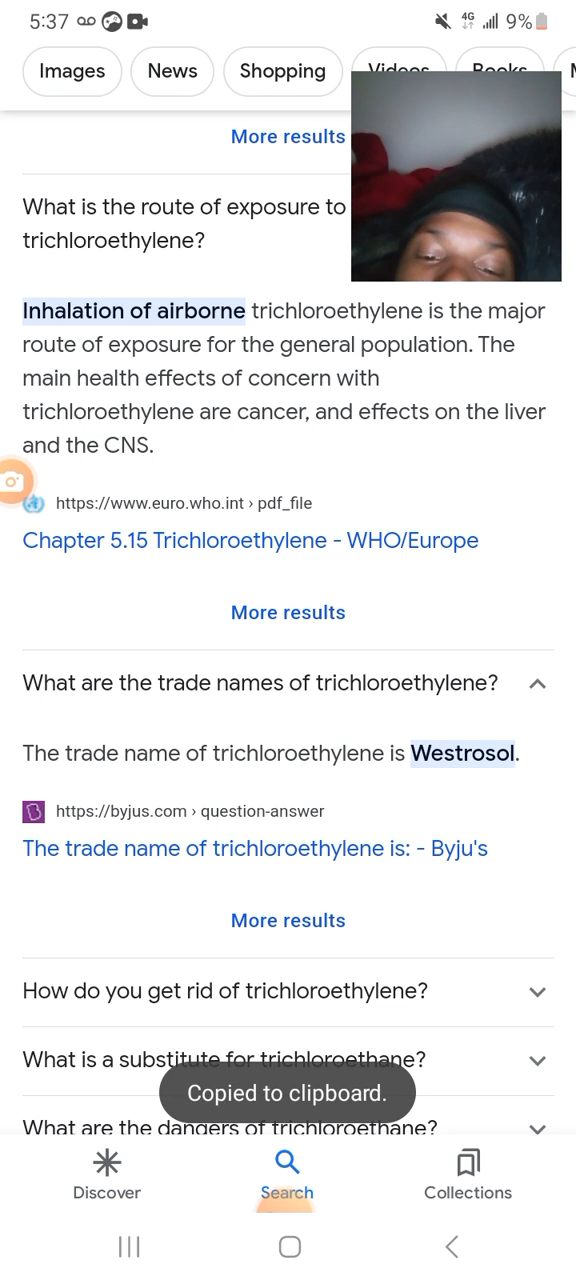 5:37
4G
9%
Images News Shopping Videos Books
More results
What is the route of exposure to
trichloroethylene?
Inhalation of airborne trichloroethylene is the major
route of exposure for the general population. The
main health effects of concern with
trichloroethylene are cancer, and effects on the liver
and the CNS.
https://www.euro.who.int › pdf_file
Chapter 5.15 Trichloroethylene - WHO/Europe
More results
What are the trade names of trichloroethylene?
The trade name of trichloroethylene is Westrosol.
https://byjus.com › question-answer
The trade name of trichloroethylene is: - Byju's
More results
How do you get rid of trichloroethylene?
What is a substitute for trichloroethane?
Copied to clipboard.
What are the dangers of trichloroethane?
Discover Search Collections